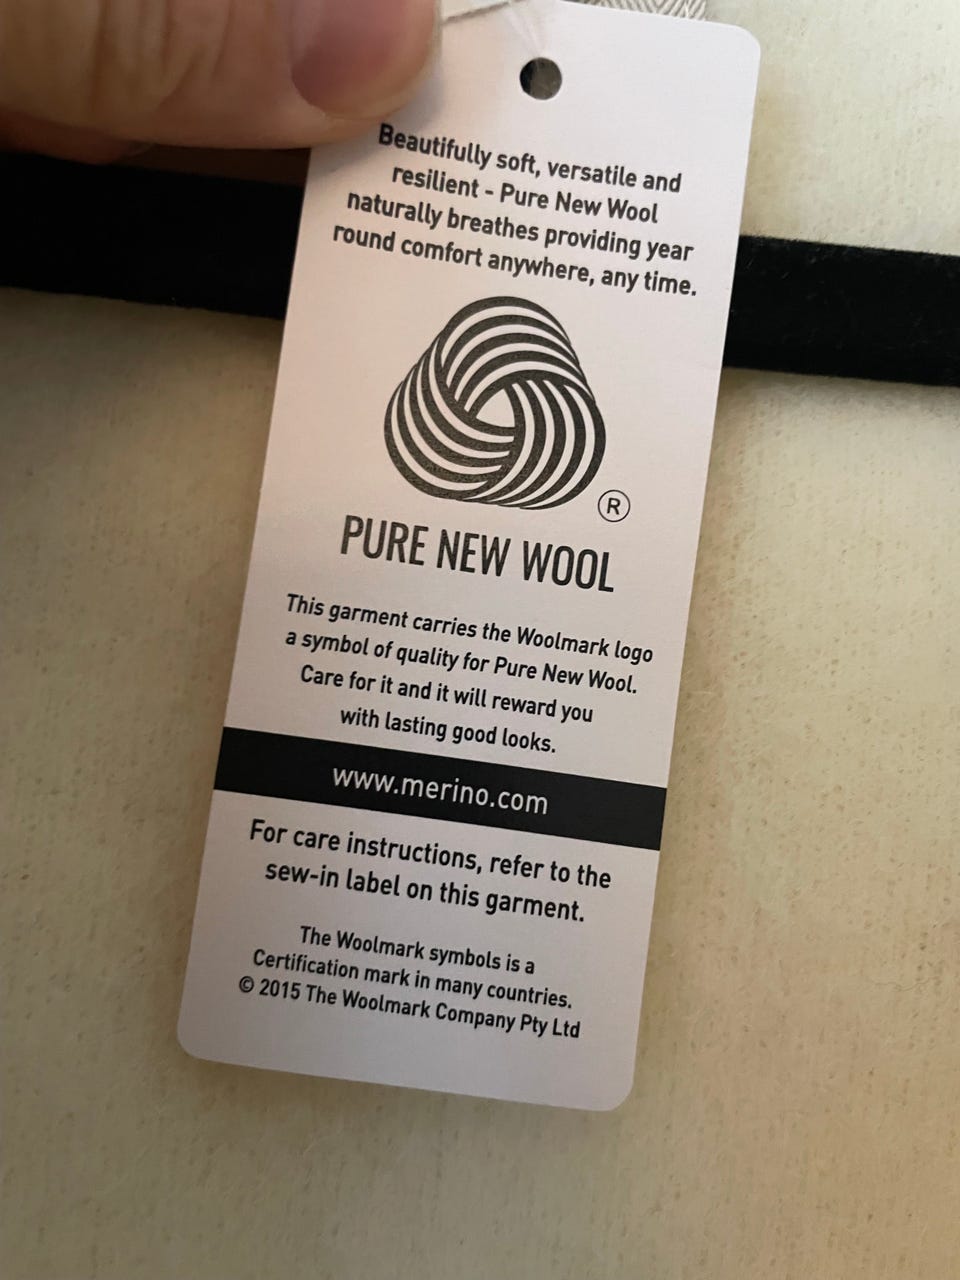 Beautifully soft, versatile and
resilient - Pure New Wool
naturally breathes providing year
round comfort anywhere, any time.
®
PURE NEW WOOL
This garment carries the Woolmark logo
a symbol of quality for Pure New Wool.
Care for it and it will reward you
with lasting good looks.
www.merino.com
For care instructions, refer to the
sew-in label on this garment.
The Woolmark symbols is a
Certification mark in many countries.
© 2015 The Woolmark Company Pty Ltd